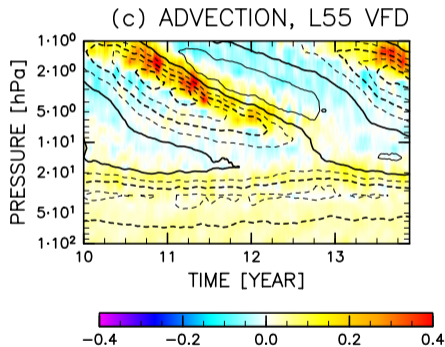 (c) ADVECTION, L55 VFD
PRESSURE [hPa]
1·10⁰
2·10⁰
5·10⁰
1·10¹
2·10¹
5·10¹
1·10²
10 11 12 13
TIME [YEAR]
−0.4 −0.2 0.0 0.2 0.4